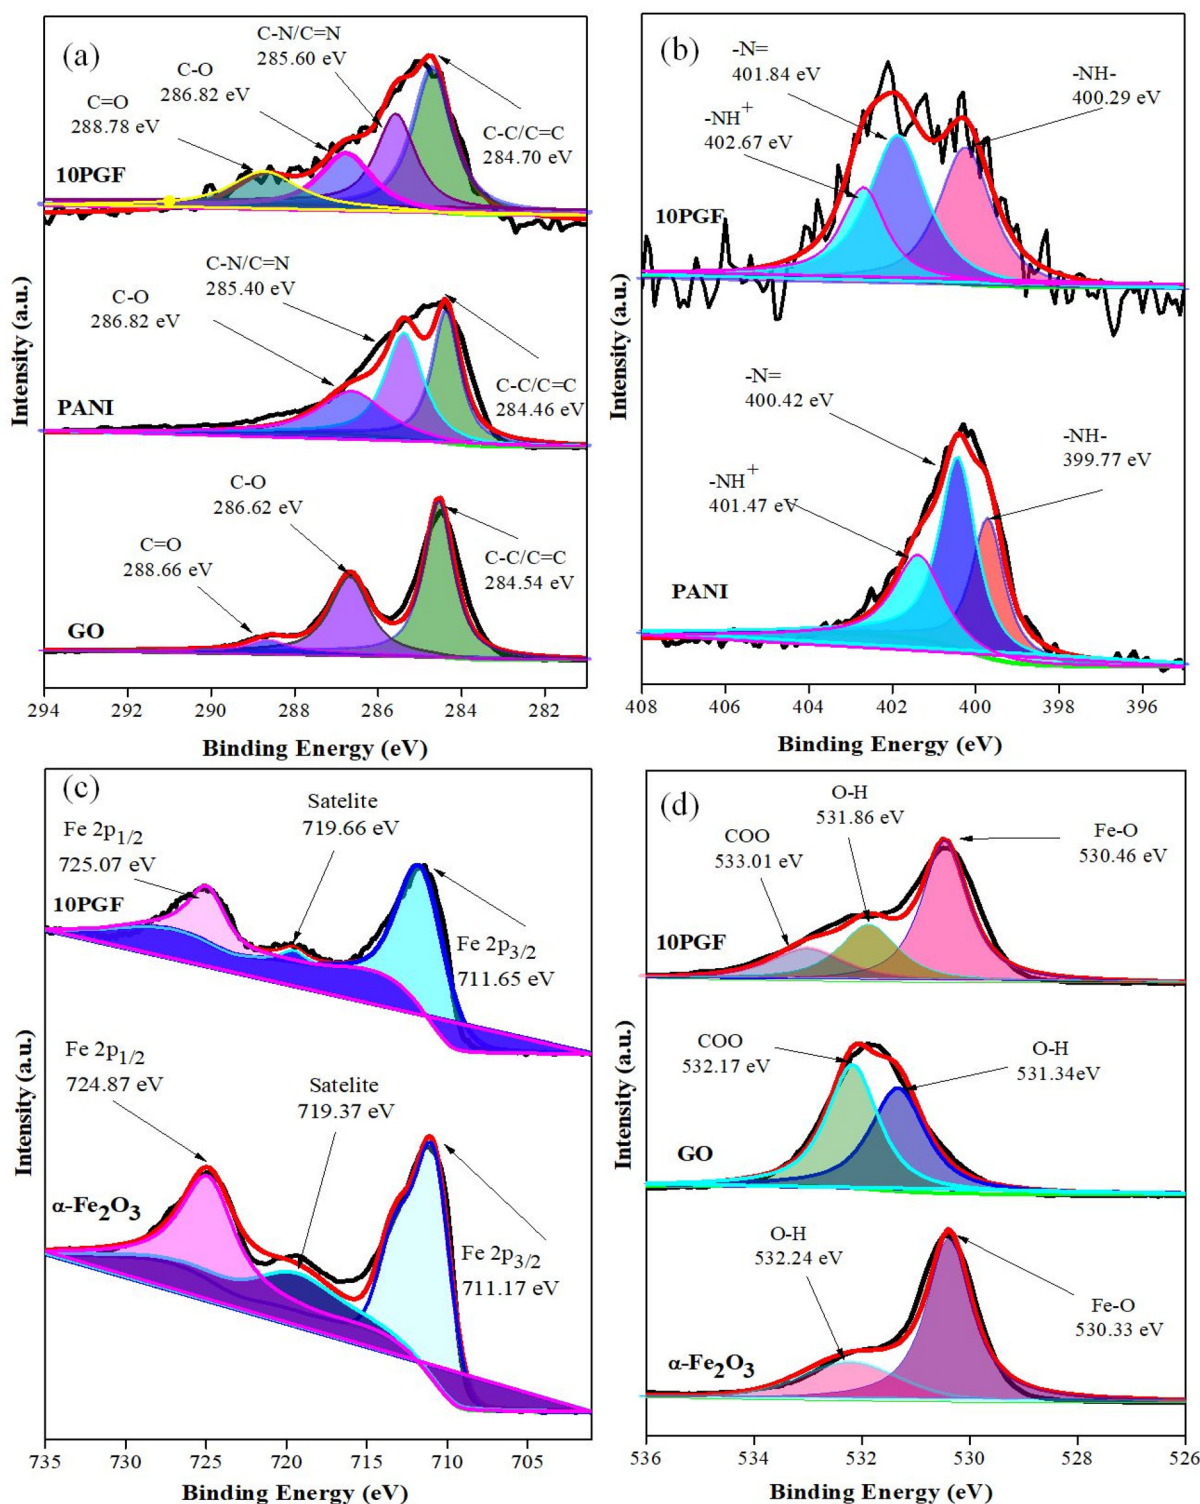 (a)
C-N/C=N
285.60 eV
C-O
286.82 eV
C=O
288.78 eV
C-C/C=C
284.70 eV
10PGF
C-N/C=N
285.40 eV
C-O
286.82 eV
C-C/C=C
284.46 eV
PANI
C-O
286.62 eV
C=O
288.66 eV
C-C/C=C
284.54 eV
GO
Intensity (a.u.)
294 292 290 288 286 284 282
Binding Energy (eV)
(b)
-N=
401.84 eV
-NH-
400.29 eV
-NH+
402.67 eV
10PGF
-N=
400.42 eV
-NH-
399.77 eV
-NH+
401.47 eV
PANI
Intensity (a.u.)
408 406 404 402 400 398 396
Binding Energy (eV)
(c)
Satelite
719.66 eV
Fe 2p1/2
725.07 eV
10PGF
Fe 2p3/2
711.65 eV
Fe 2p1/2
724.87 eV
Satelite
719.37 eV
α-Fe2O3
Fe 2p3/2
711.17 eV
Intensity (a.u.)
735 730 725 720 715 710 705
Binding Energy (eV)
(d)
O-H
531.86 eV
COO
533.01 eV
Fe-O
530.46 eV
10PGF
COO
532.17 eV
O-H
531.34eV
GO
O-H
532.24 eV
Fe-O
530.33 eV
α-Fe2O3
Intensity (a.u.)
536 534 532 530 528 526
Binding Energy (eV)